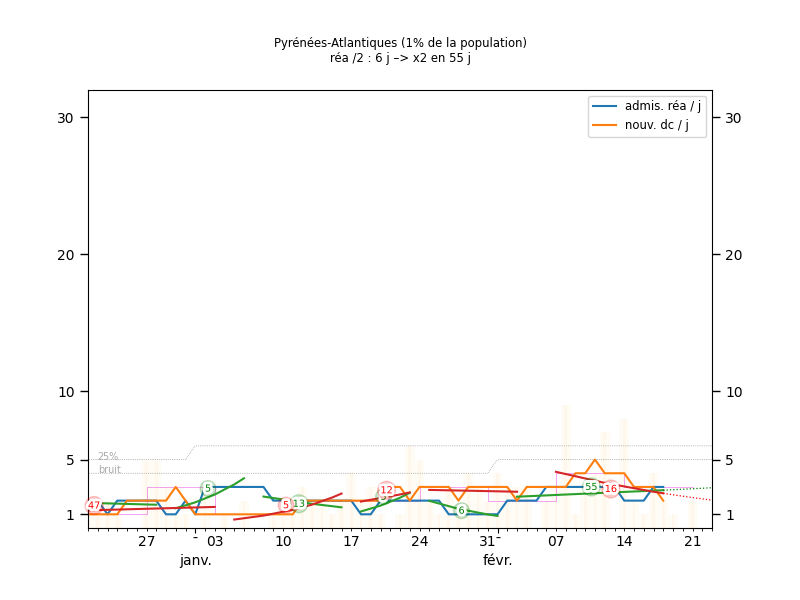 Pyrénées-Atlantiques (1% de la population)
réa /2 : 6 j –> x2 en 55 j
admis. réa / j
nouv. dc / j
30 30
20 20
10 10
5 5
1 1
25%
bruit
47 5 5 13 12 6 55 16
27 03 10 17 24 31 07 14 21
janv. févr.